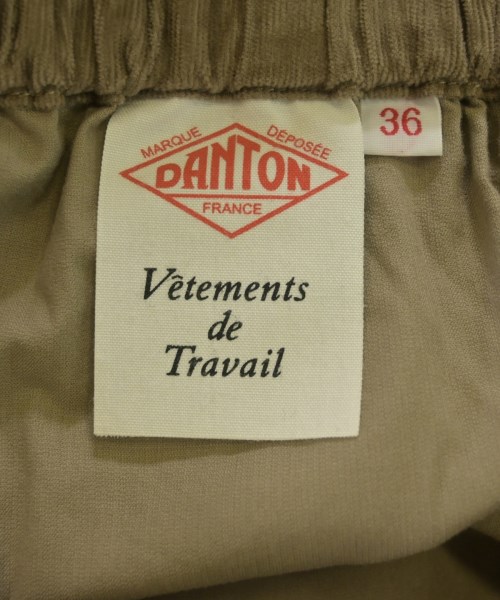 MARQUE DÉPOSÉE
DANTON
FRANCE
Vêtements
de
Travail
36